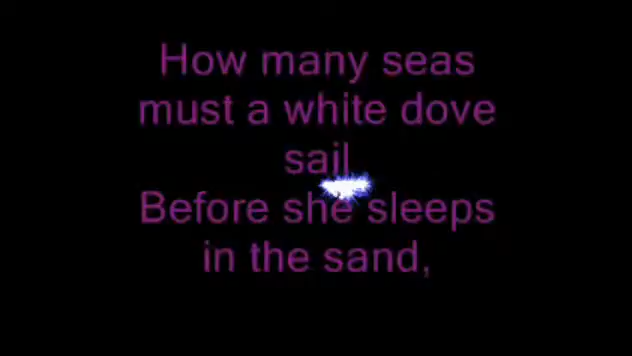 How many seas
must a white dove
sail
Before she sleeps
in the sand,